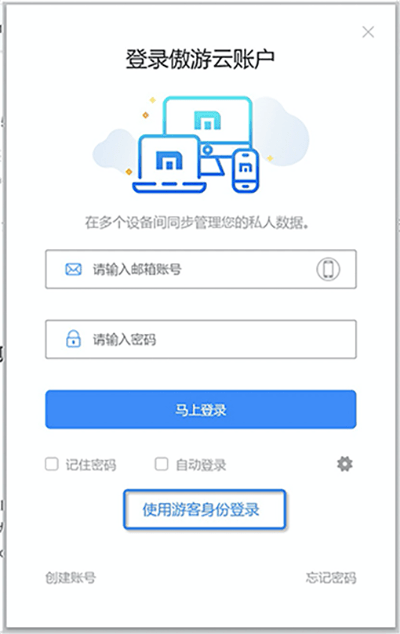 登录傲游云账户
在多个设备间同步管理您的私人数据。
请输入邮箱账号
请输入密码
马上登录
记住密码 自动登录
使用游客身份登录
创建账号 忘记密码